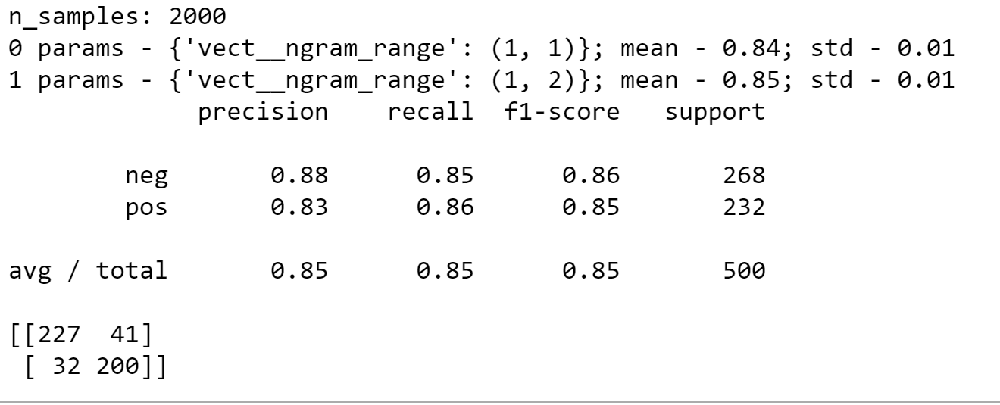 n_samples: 2000
0 params - {'vect__ngram_range': (1, 1)}; mean - 0.84; std - 0.01
1 params - {'vect__ngram_range': (1, 2)}; mean - 0.85; std - 0.01
             precision    recall  f1-score   support

        neg       0.88      0.85      0.86       268
        pos       0.83      0.86      0.85       232

avg / total       0.85      0.85      0.85       500

[[227  41]
 [ 32 200]]